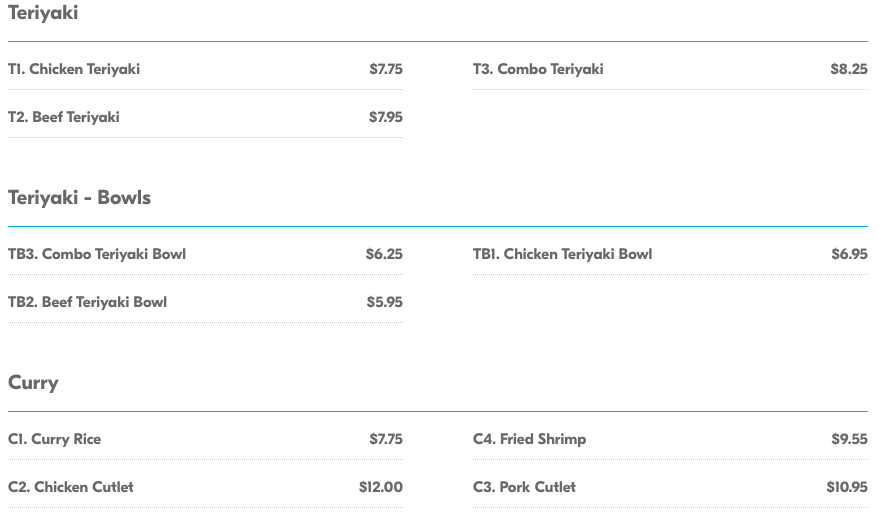 Teriyaki
T1. Chicken Teriyaki $7.75 T3. Combo Teriyaki $8.25
T2. Beef Teriyaki $7.95
Teriyaki - Bowls
TB3. Combo Teriyaki Bowl $6.25 TB1. Chicken Teriyaki Bowl $6.95
TB2. Beef Teriyaki Bowl $5.95
Curry
C1. Curry Rice $7.75 C4. Fried Shrimp $9.55
C2. Chicken Cutlet $12.00 C3. Pork Cutlet $10.95